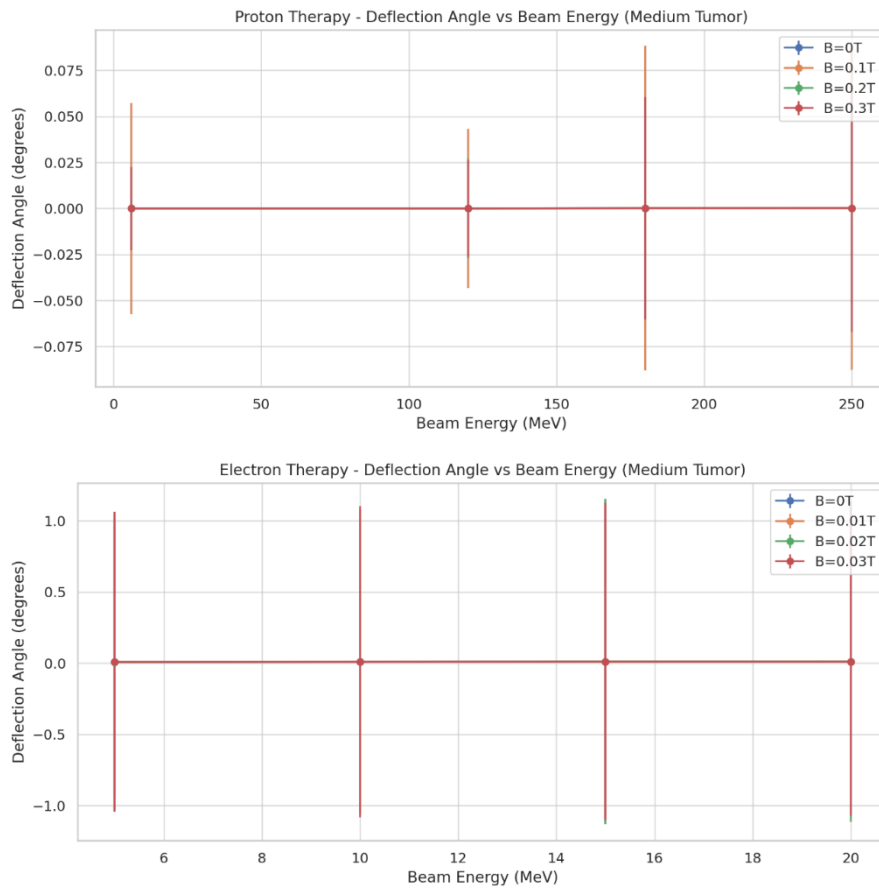 Proton Therapy - Deflection Angle vs Beam Energy (Medium Tumor)
B=0T
B=0.1T
B=0.2T
B=0.3T
Deflection Angle (degrees)
0.075
0.050
0.025
0.000
−0.025
−0.050
−0.075
0 50 100 150 200 250
Beam Energy (MeV)
Electron Therapy - Deflection Angle vs Beam Energy (Medium Tumor)
B=0T
B=0.01T
B=0.02T
B=0.03T
Deflection Angle (degrees)
1.0
0.5
0.0
−0.5
−1.0
6 8 10 12 14 16 18 20
Beam Energy (MeV)